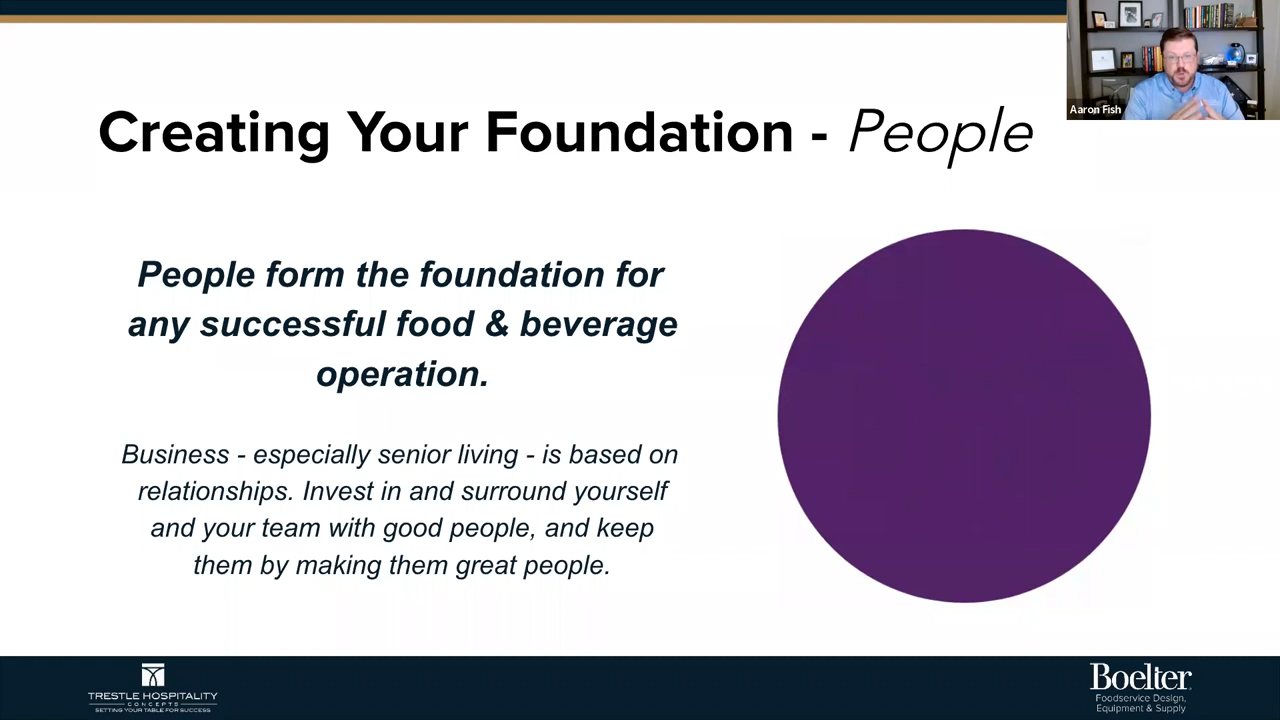 Aaron Fish
Creating Your Foundation - People
People form the foundation for
any successful food & beverage
operation.
Business - especially senior living - is based on
relationships. Invest in and surround yourself
and your team with good people, and keep
them by making them great people.
TRESTLE HOSPITALITY
CONCEPTS
SETTING YOUR TABLE FOR SUCCESS
Boelter
Foodservice Design,
Equipment & Supply